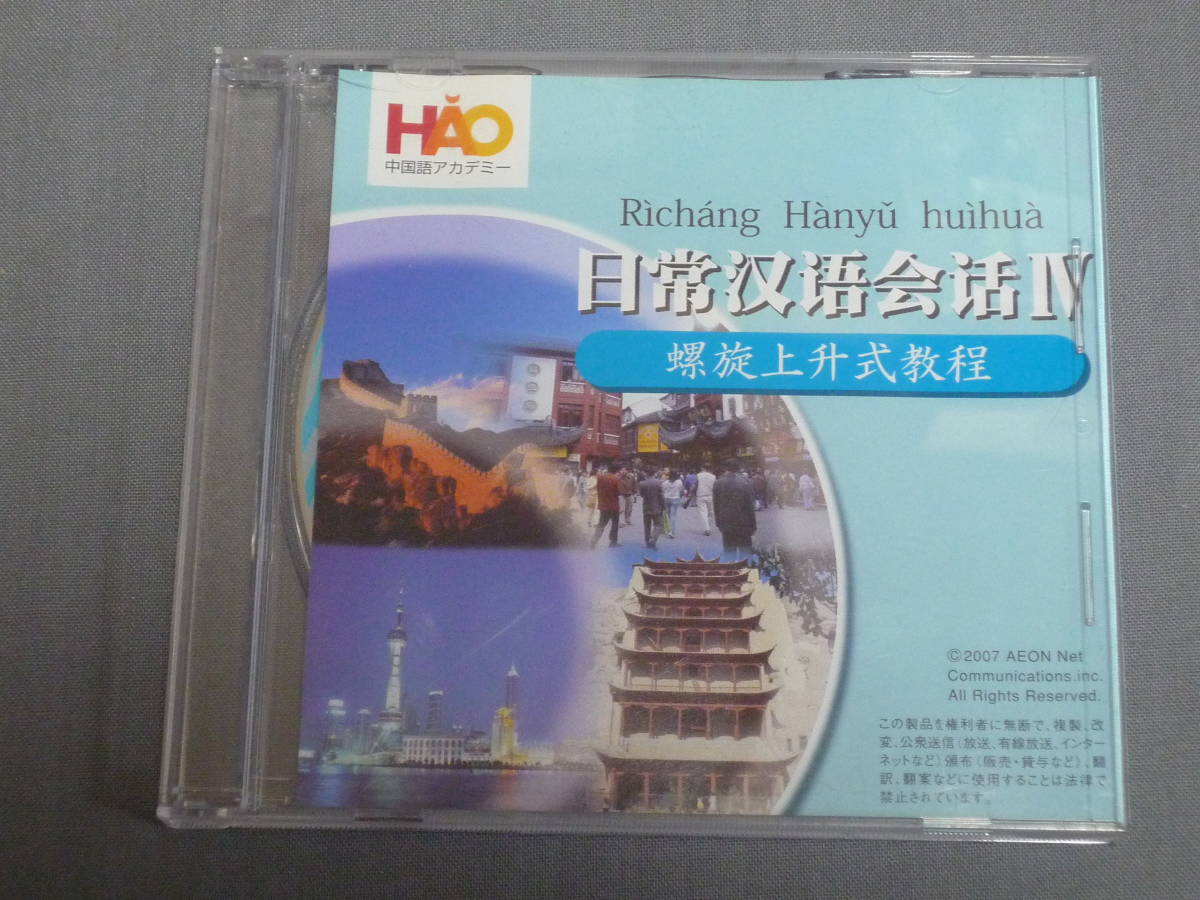 HǍO
中国語アカデミー
Rìcháng Hànyǔ huìhuà
日常汉语会话Ⅳ
螺旋上升式教程
©2007 AEON Net
Communications.inc.
All Rights Reserved.
この製品を権利者に無断で、複製、改
変、公衆送信（放送、有線放送、インター
ネットなど）頒布（販売・貸与など）、翻
訳、翻案などに使用することは法律で
禁止されています。